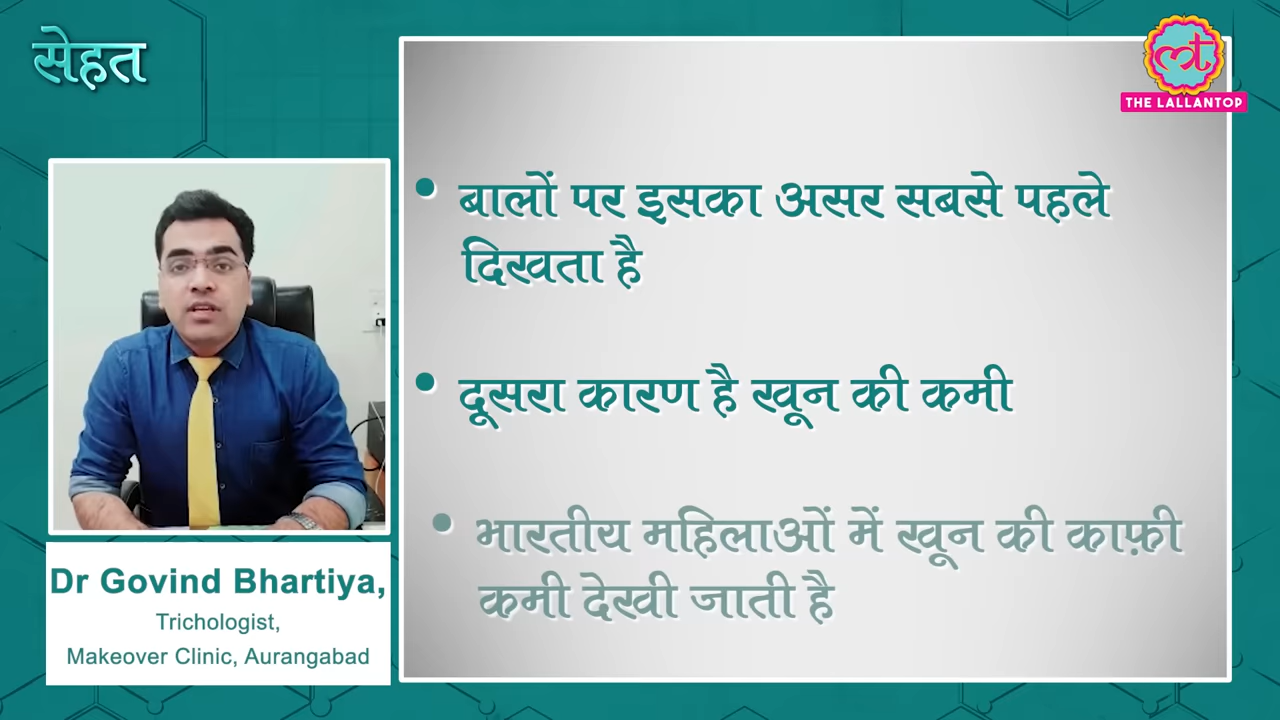 सेहत
THE LALLANTOP
• बालों पर इसका असर सबसे पहले
दिखता है
• दूसरा कारण है खून की कमी
• भारतीय महिलाओं में खून की काफ़ी
कमी देखी जाती है
Dr Govind Bhartiya,
Trichologist,
Makeover Clinic, Aurangabad